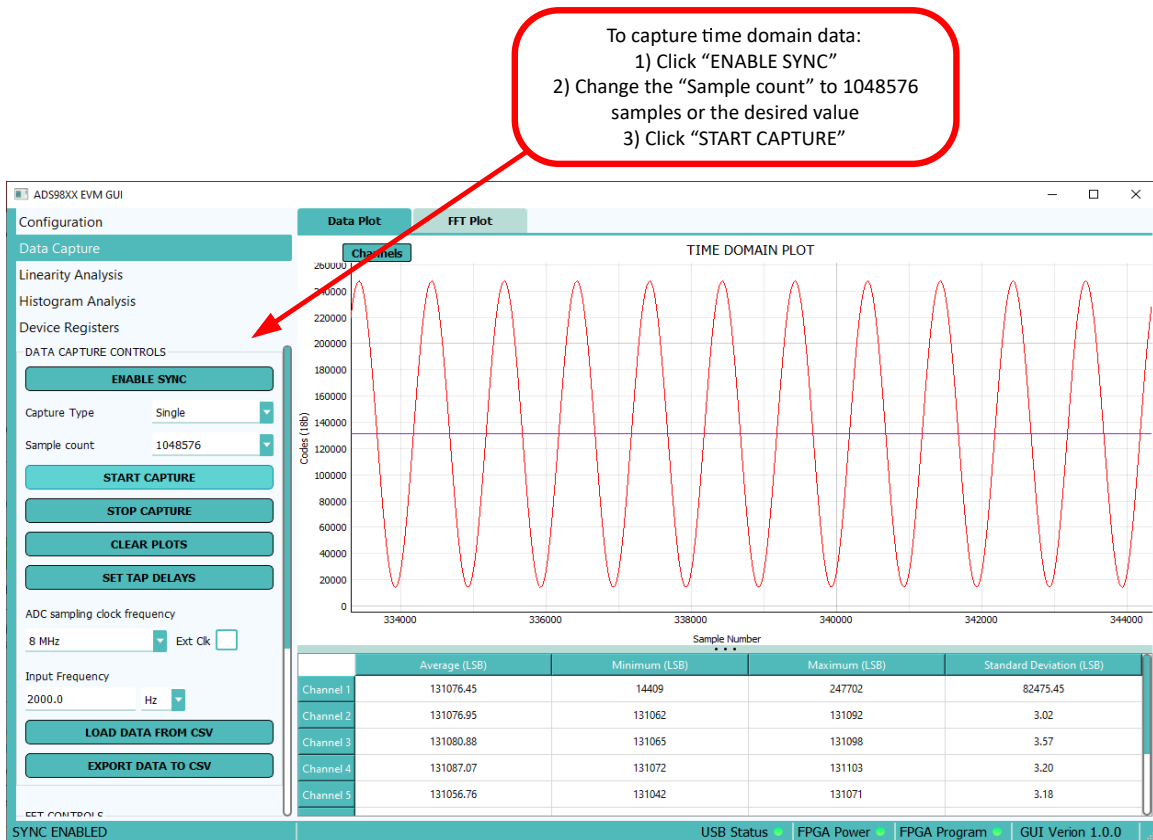 To capture time domain data:
1) Click “ENABLE SYNC”
2) Change the “Sample count” to 1048576
samples or the desired value
3) Click “START CAPTURE”
ADS98XX EVM GUI
Configuration
Data Capture
Linearity Analysis
Histogram Analysis
Device Registers
DATA CAPTURE CONTROLS
ENABLE SYNC
Capture Type Single
Sample count 1048576
START CAPTURE
STOP CAPTURE
CLEAR PLOTS
SET TAP DELAYS
ADC sampling clock frequency
8 MHz Ext Clk
Input Frequency
2000.0 Hz
LOAD DATA FROM CSV
EXPORT DATA TO CSV
FFT CONTROLS
Data Plot FFT Plot
Channels
TIME DOMAIN PLOT
Codes (18b)
260000
240000
220000
200000
180000
160000
140000
120000
100000
80000
60000
40000
20000
0
334000 336000 338000 340000 342000 344000
Sample Number
Average (LSB) Minimum (LSB) Maximum (LSB) Standard Deviation (LSB)
Channel 1 131076.45 14409 247702 82475.45
Channel 2 131076.95 131062 131092 3.02
Channel 3 131080.88 131065 131098 3.57
Channel 4 131087.07 131072 131103 3.20
Channel 5 131056.76 131042 131071 3.18
SYNC ENABLED USB Status FPGA Power FPGA Program GUI Verion 1.0.0